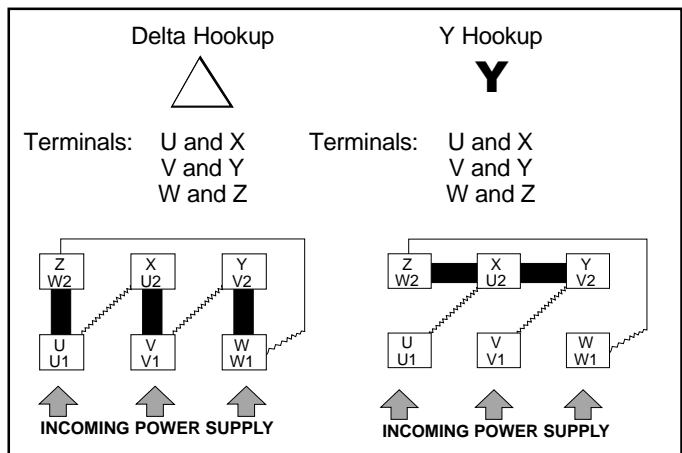 Delta Hookup
Y Hookup
Y
Terminals: U and X
V and Y
W and Z
Terminals: U and X
V and Y
W and Z
Z X Y
W2 U2 V2
U V W
U1 V1 W1
INCOMING POWER SUPPLY
Z X Y
W2 U2 V2
U V W
U1 V1 W1
INCOMING POWER SUPPLY